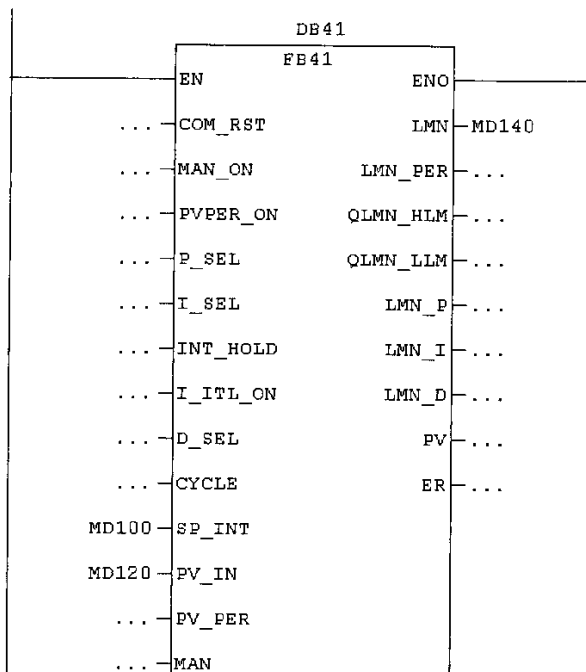 DB41
FB41
EN ENO
... COM_RST LMN MD140
... MAN_ON LMN_PER ...
... PVPER_ON QLMN_HLM ...
... P_SEL QLMN_LLM ...
... I_SEL LMN_P ...
... INT_HOLD LMN_I ...
... I_ITL_ON LMN_D ...
... D_SEL PV ...
... CYCLE ER ...
MD100 SP_INT
MD120 PV_IN
... PV_PER
... MAN